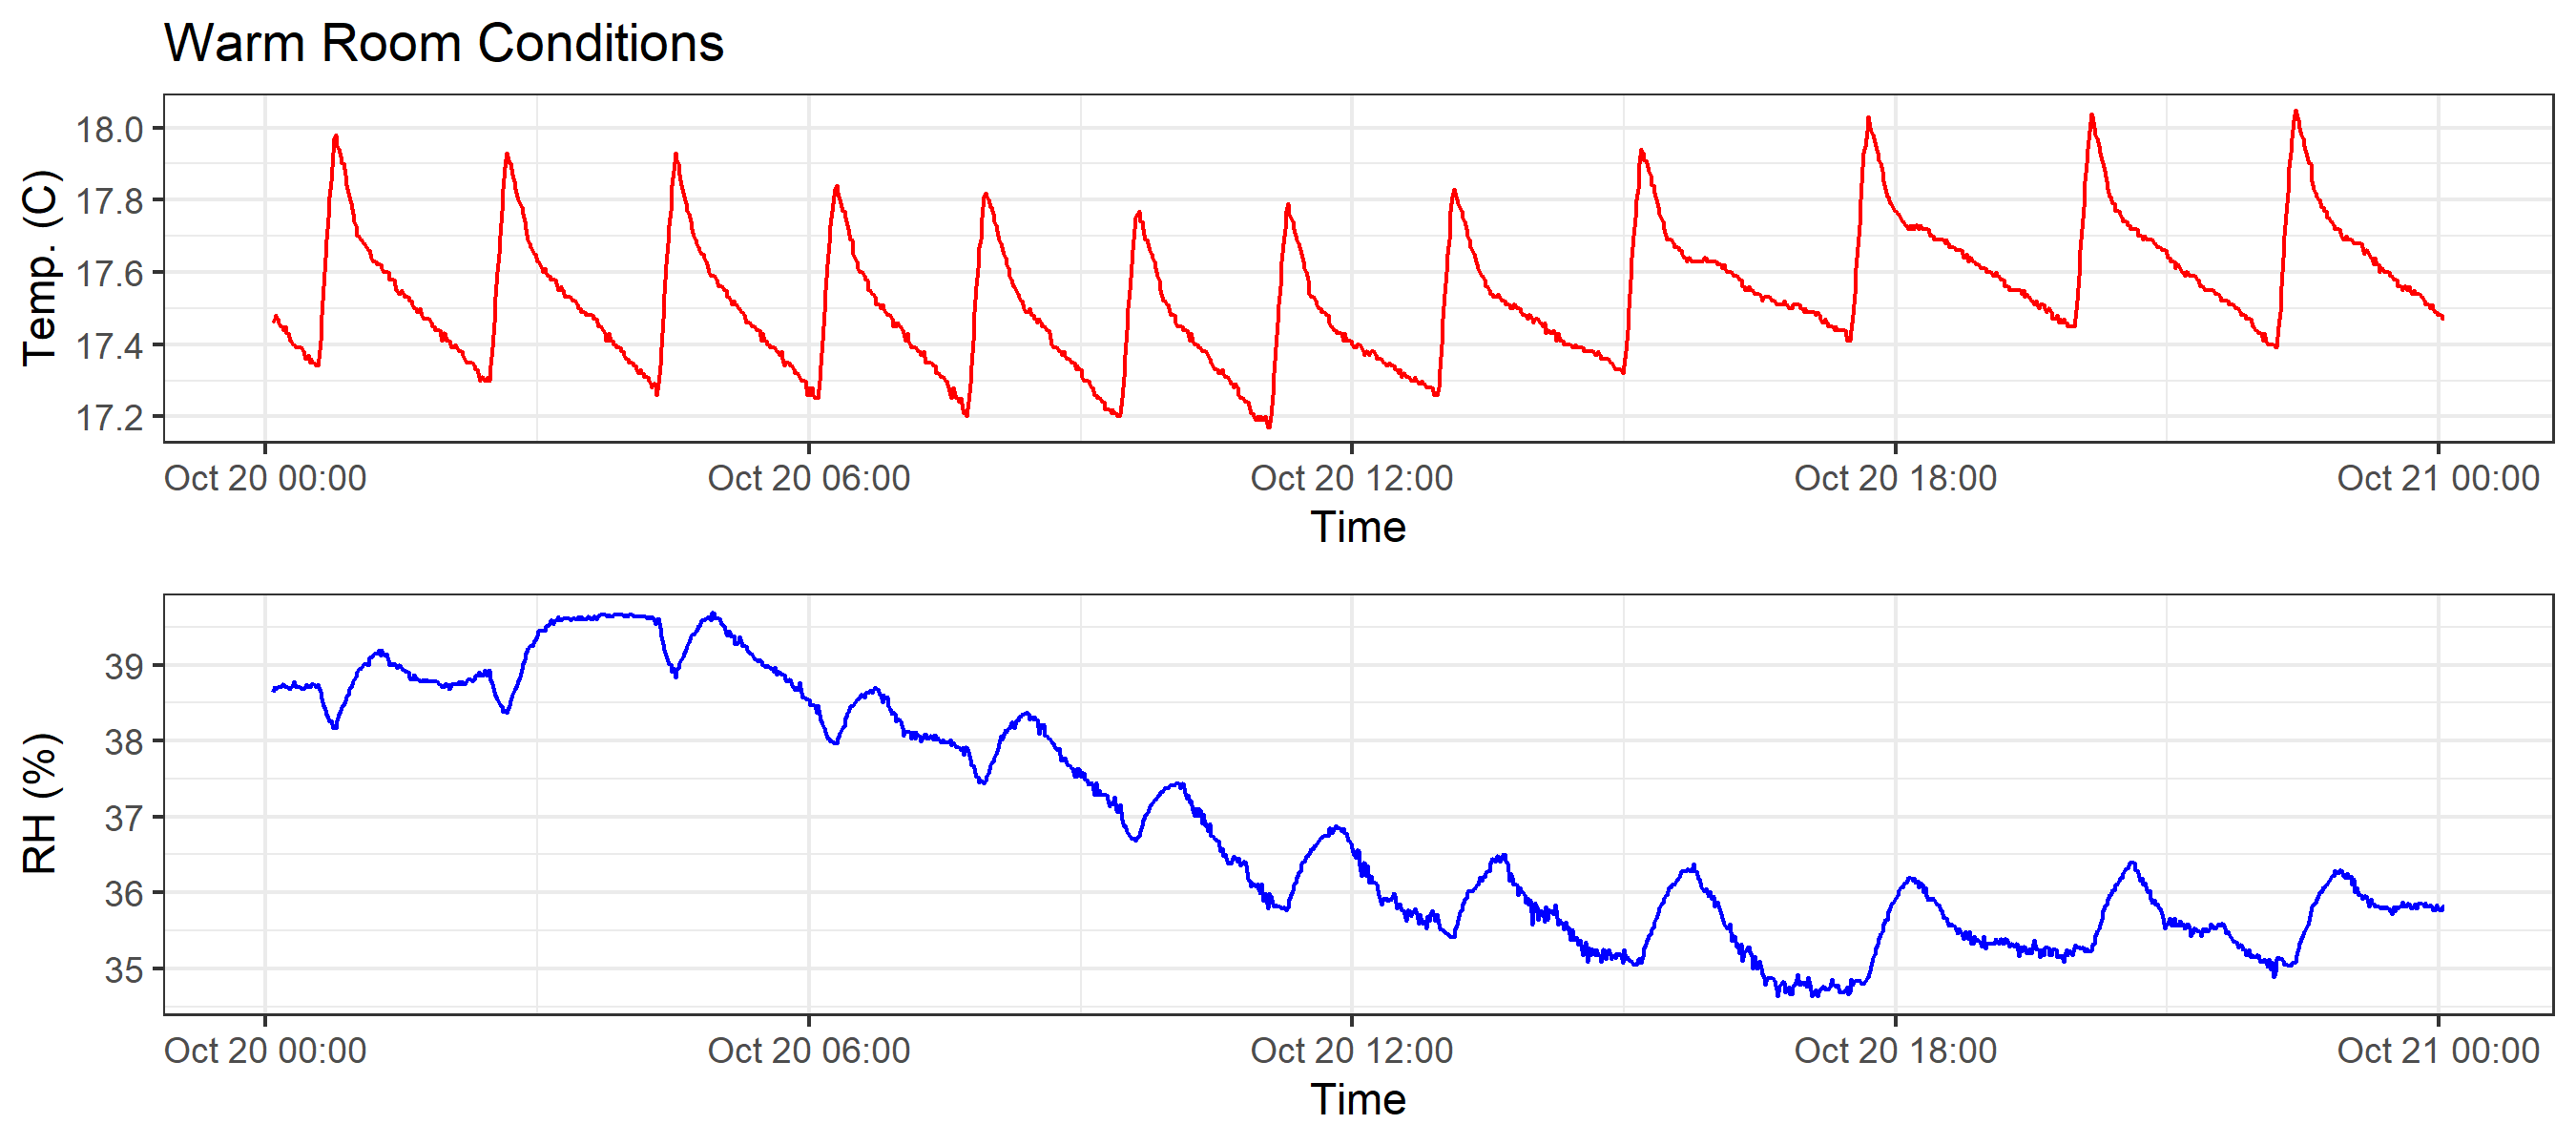 Warm Room Conditions
Temp. (C)
18.0
17.8
17.6
17.4
17.2
Oct 20 00:00 Oct 20 06:00 Oct 20 12:00 Oct 20 18:00 Oct 21 00:00
Time
RH (%)
39
38
37
36
35
Oct 20 00:00 Oct 20 06:00 Oct 20 12:00 Oct 20 18:00 Oct 21 00:00
Time